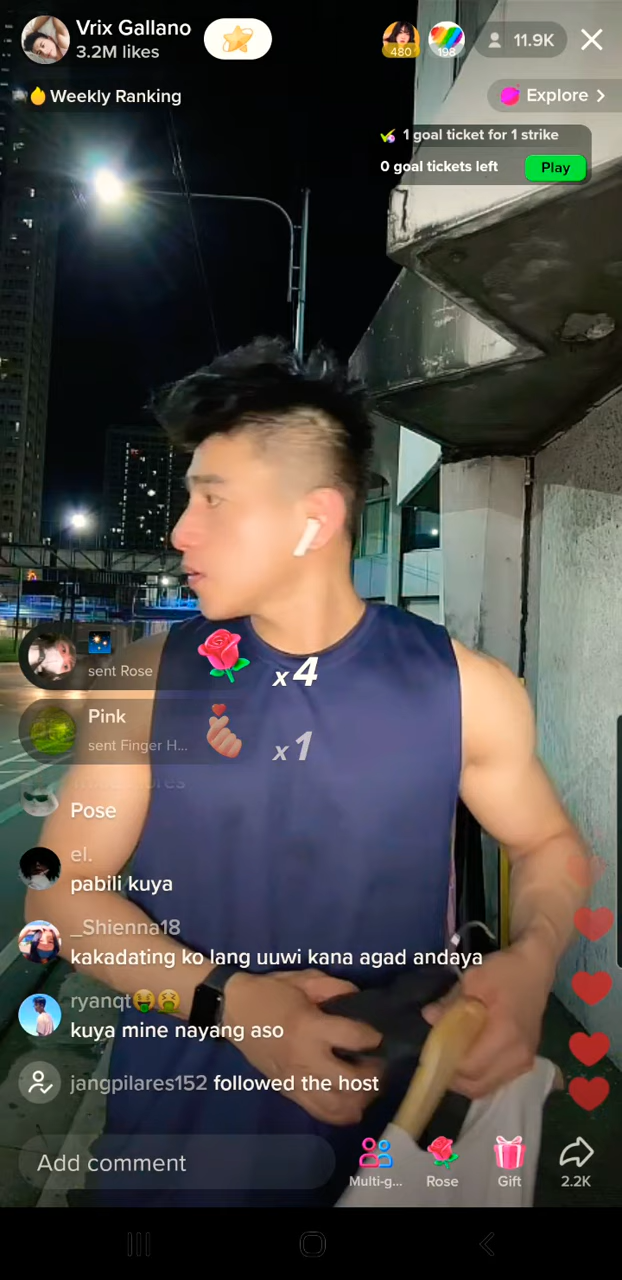 Vrix Gallano
3.2M likes
480
198
11.9K
Weekly Ranking
Explore
1 goal ticket for 1 strike
0 goal tickets left
Play
sent Rose
x4
Pink
sent Finger H...
x1
Pose
el.
pabili kuya
_Shienna18
kakadating ko lang uuwi kana agad andaya
ryanqt🤑🤮
kuya mine nayang aso
jangpilares152 followed the host
Add comment
Multi-g...
Rose
Gift
2.2K